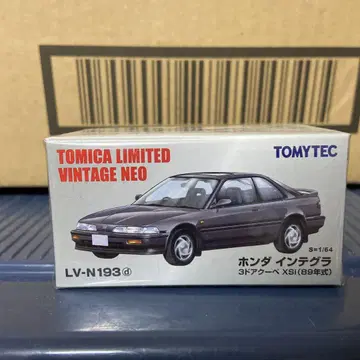 TOMICA LIMITED
VINTAGE NEO
TOMYTEC
S=1/64
LV-N193ⓓ
ホンダ インテグラ
3ドアクーペ XSi(89年式)